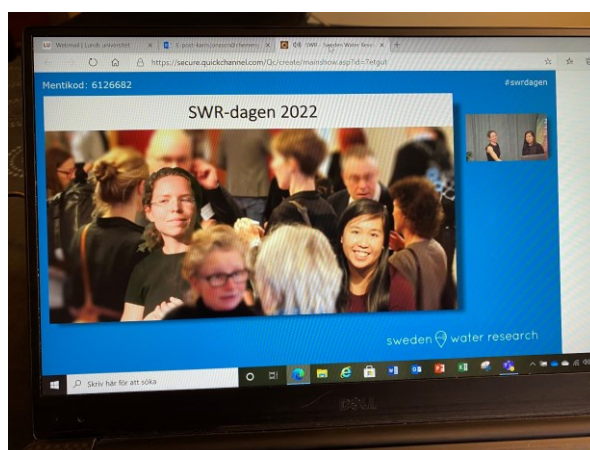 Webmail | Lunds universitet
SWR - Sweden Water Rese
https://secure.quickchannel.com/Qc/create/mainshow.asp?id=7etgut
Mentikod: 6126682
#swrdagen
SWR-dagen 2022
sweden water research
Skriv här för att söka
DELL